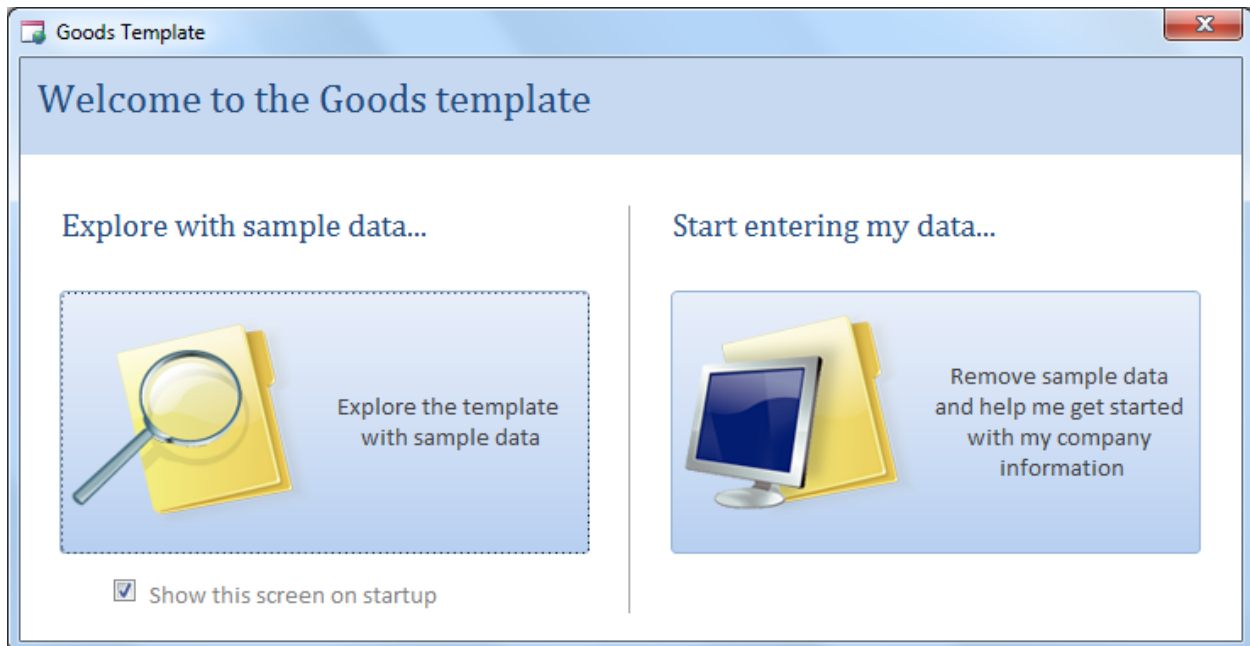 Goods Template
Welcome to the Goods template
Explore with sample data...
Explore the template
with sample data
Show this screen on startup
Start entering my data...
Remove sample data
and help me get started
with my company
information